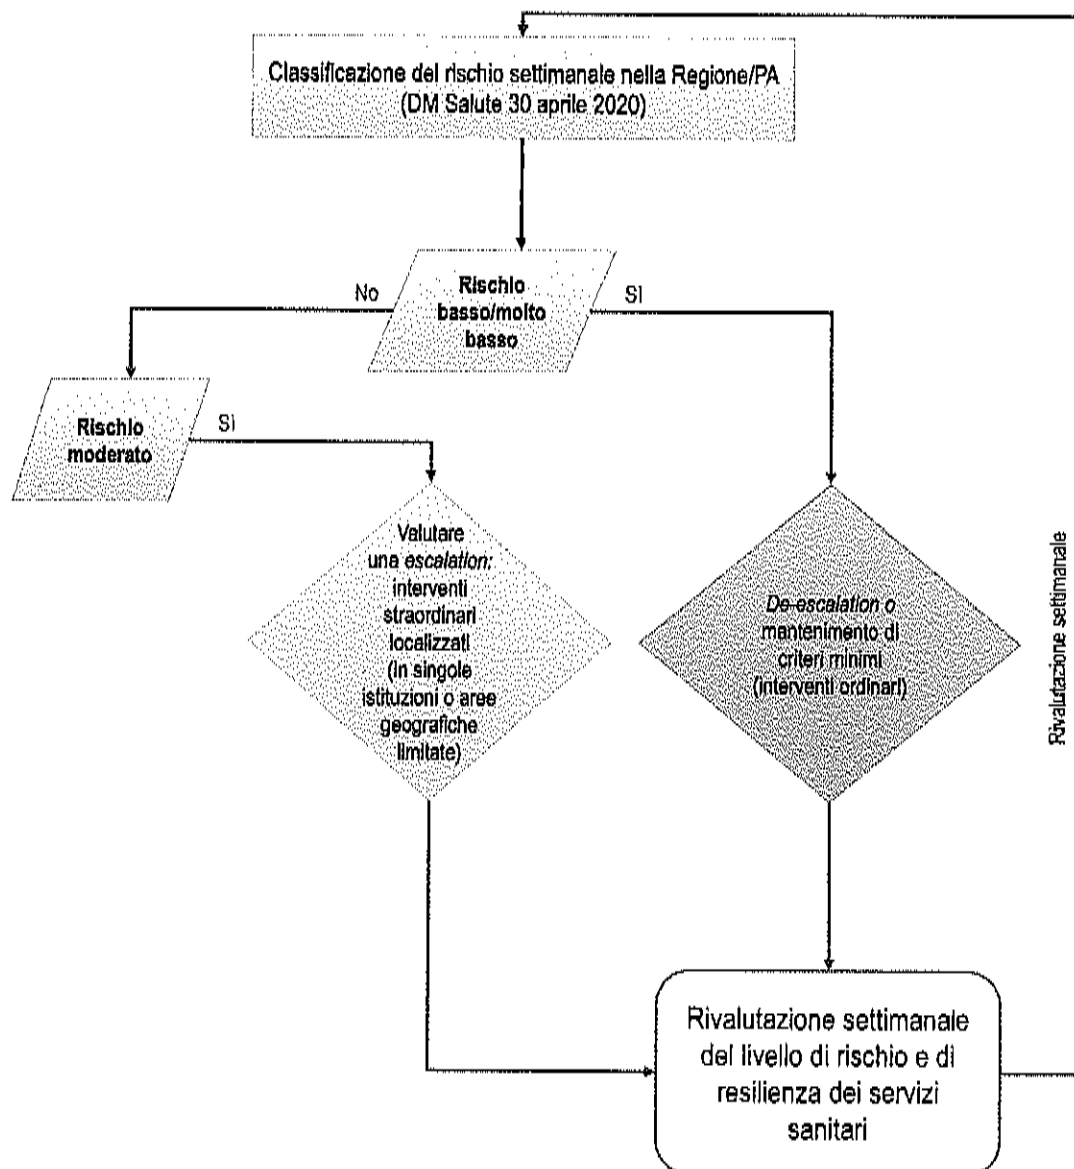 Classificazione del rischio settimanale nella Regione/PA
(DM Salute 30 aprile 2020)
Rischio
basso/molto
basso
No
Sì
Rischio
moderato
Sì
Valutare
una escalation:
interventi
straordinari
localizzati
(in singole
istituzioni o aree
geografiche
limitate)
De-escalation o
mantenimento di
criteri minimi
(interventi ordinari)
Rivalutazione settimanale
Rivalutazione settimanale
del livello di rischio e di
resilienza dei servizi
sanitari